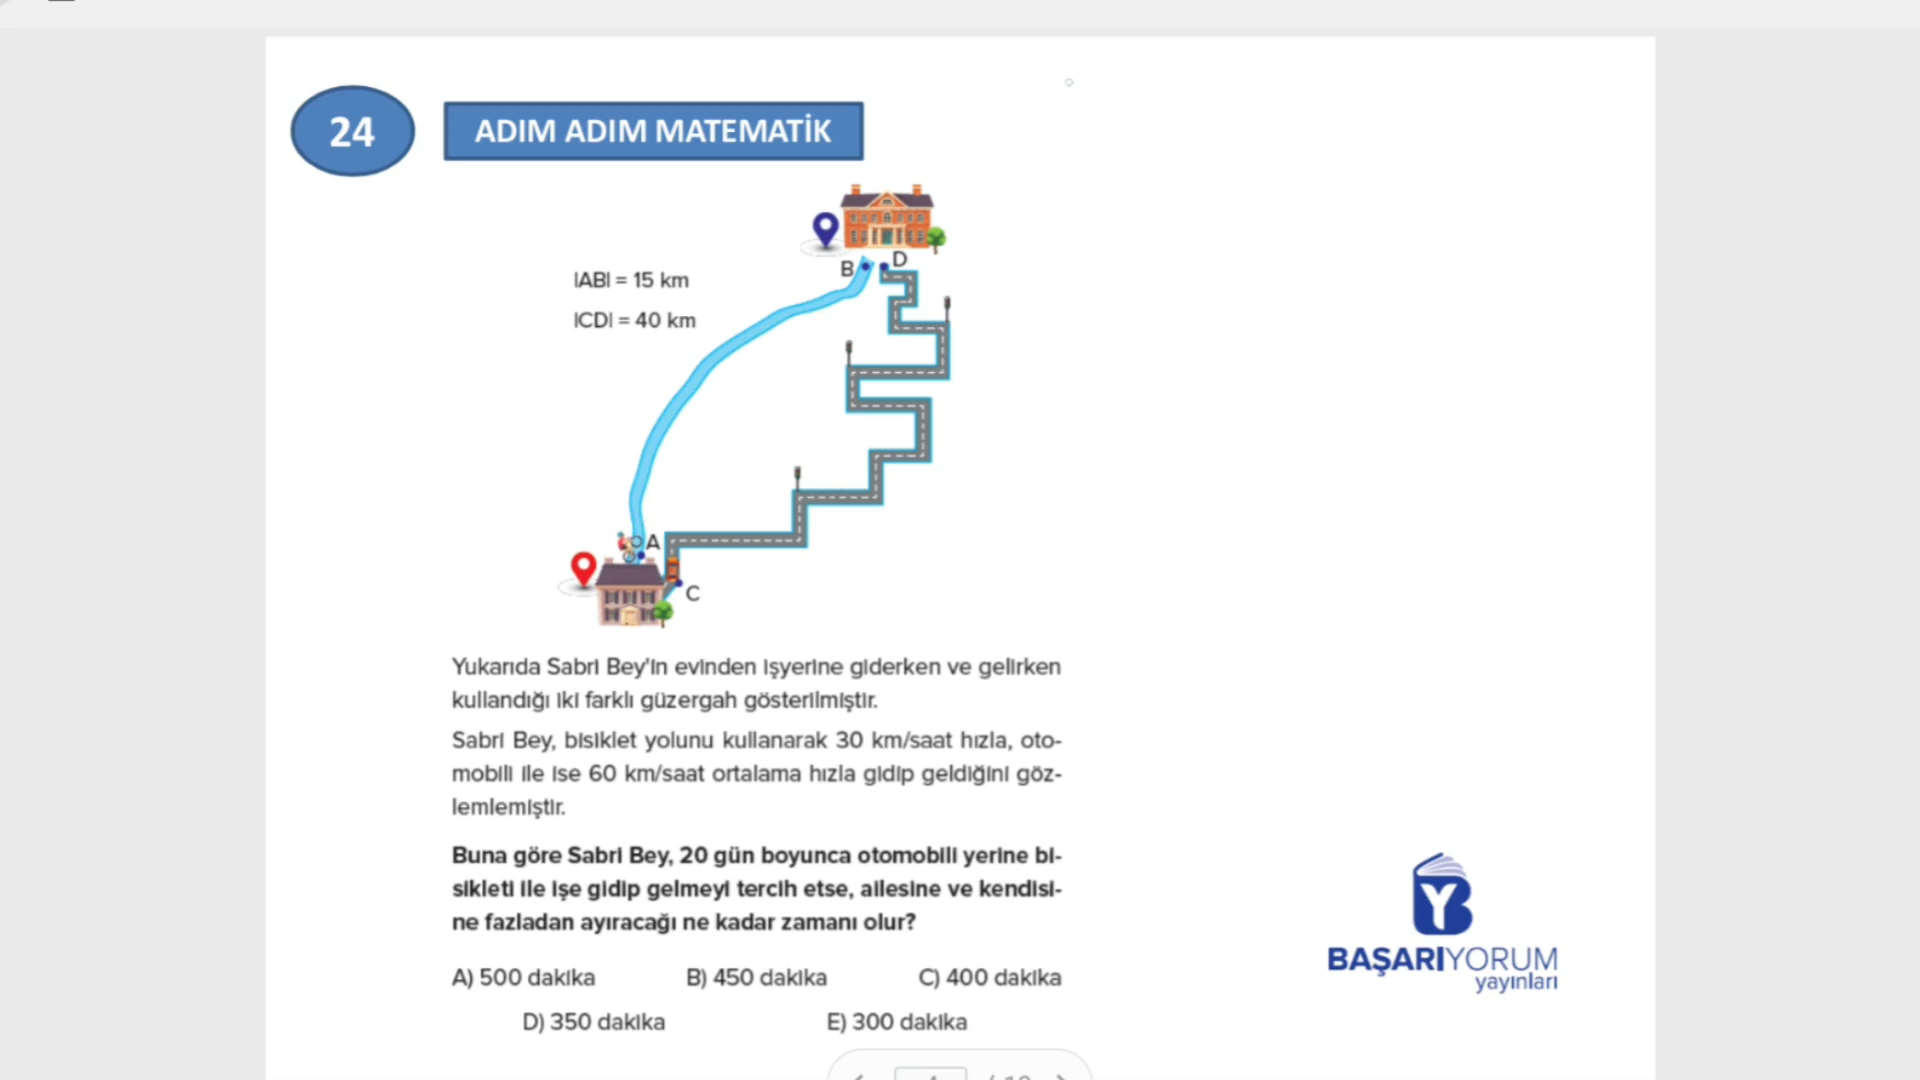 24
ADIM ADIM MATEMATİK
B
D
|AB| = 15 km
|CD| = 40 km
A
C
Yukarıda Sabri Bey'in evinden işyerine giderken ve gelirken
kullandığı iki farklı güzergah gösterilmiştir.
Sabri Bey, bisiklet yolunu kullanarak 30 km/saat hızla, oto-
mobili ile ise 60 km/saat ortalama hızla gidip geldiğini göz-
lemlemiştir.
Buna göre Sabri Bey, 20 gün boyunca otomobili yerine bi-
sikleti ile işe gidip gelmeyi tercih etse, ailesine ve kendisi-
ne fazladan ayıracağı ne kadar zamanı olur?
A) 500 dakika B) 450 dakika C) 400 dakika
D) 350 dakika E) 300 dakika
BAŞARIYORUM
yayınları